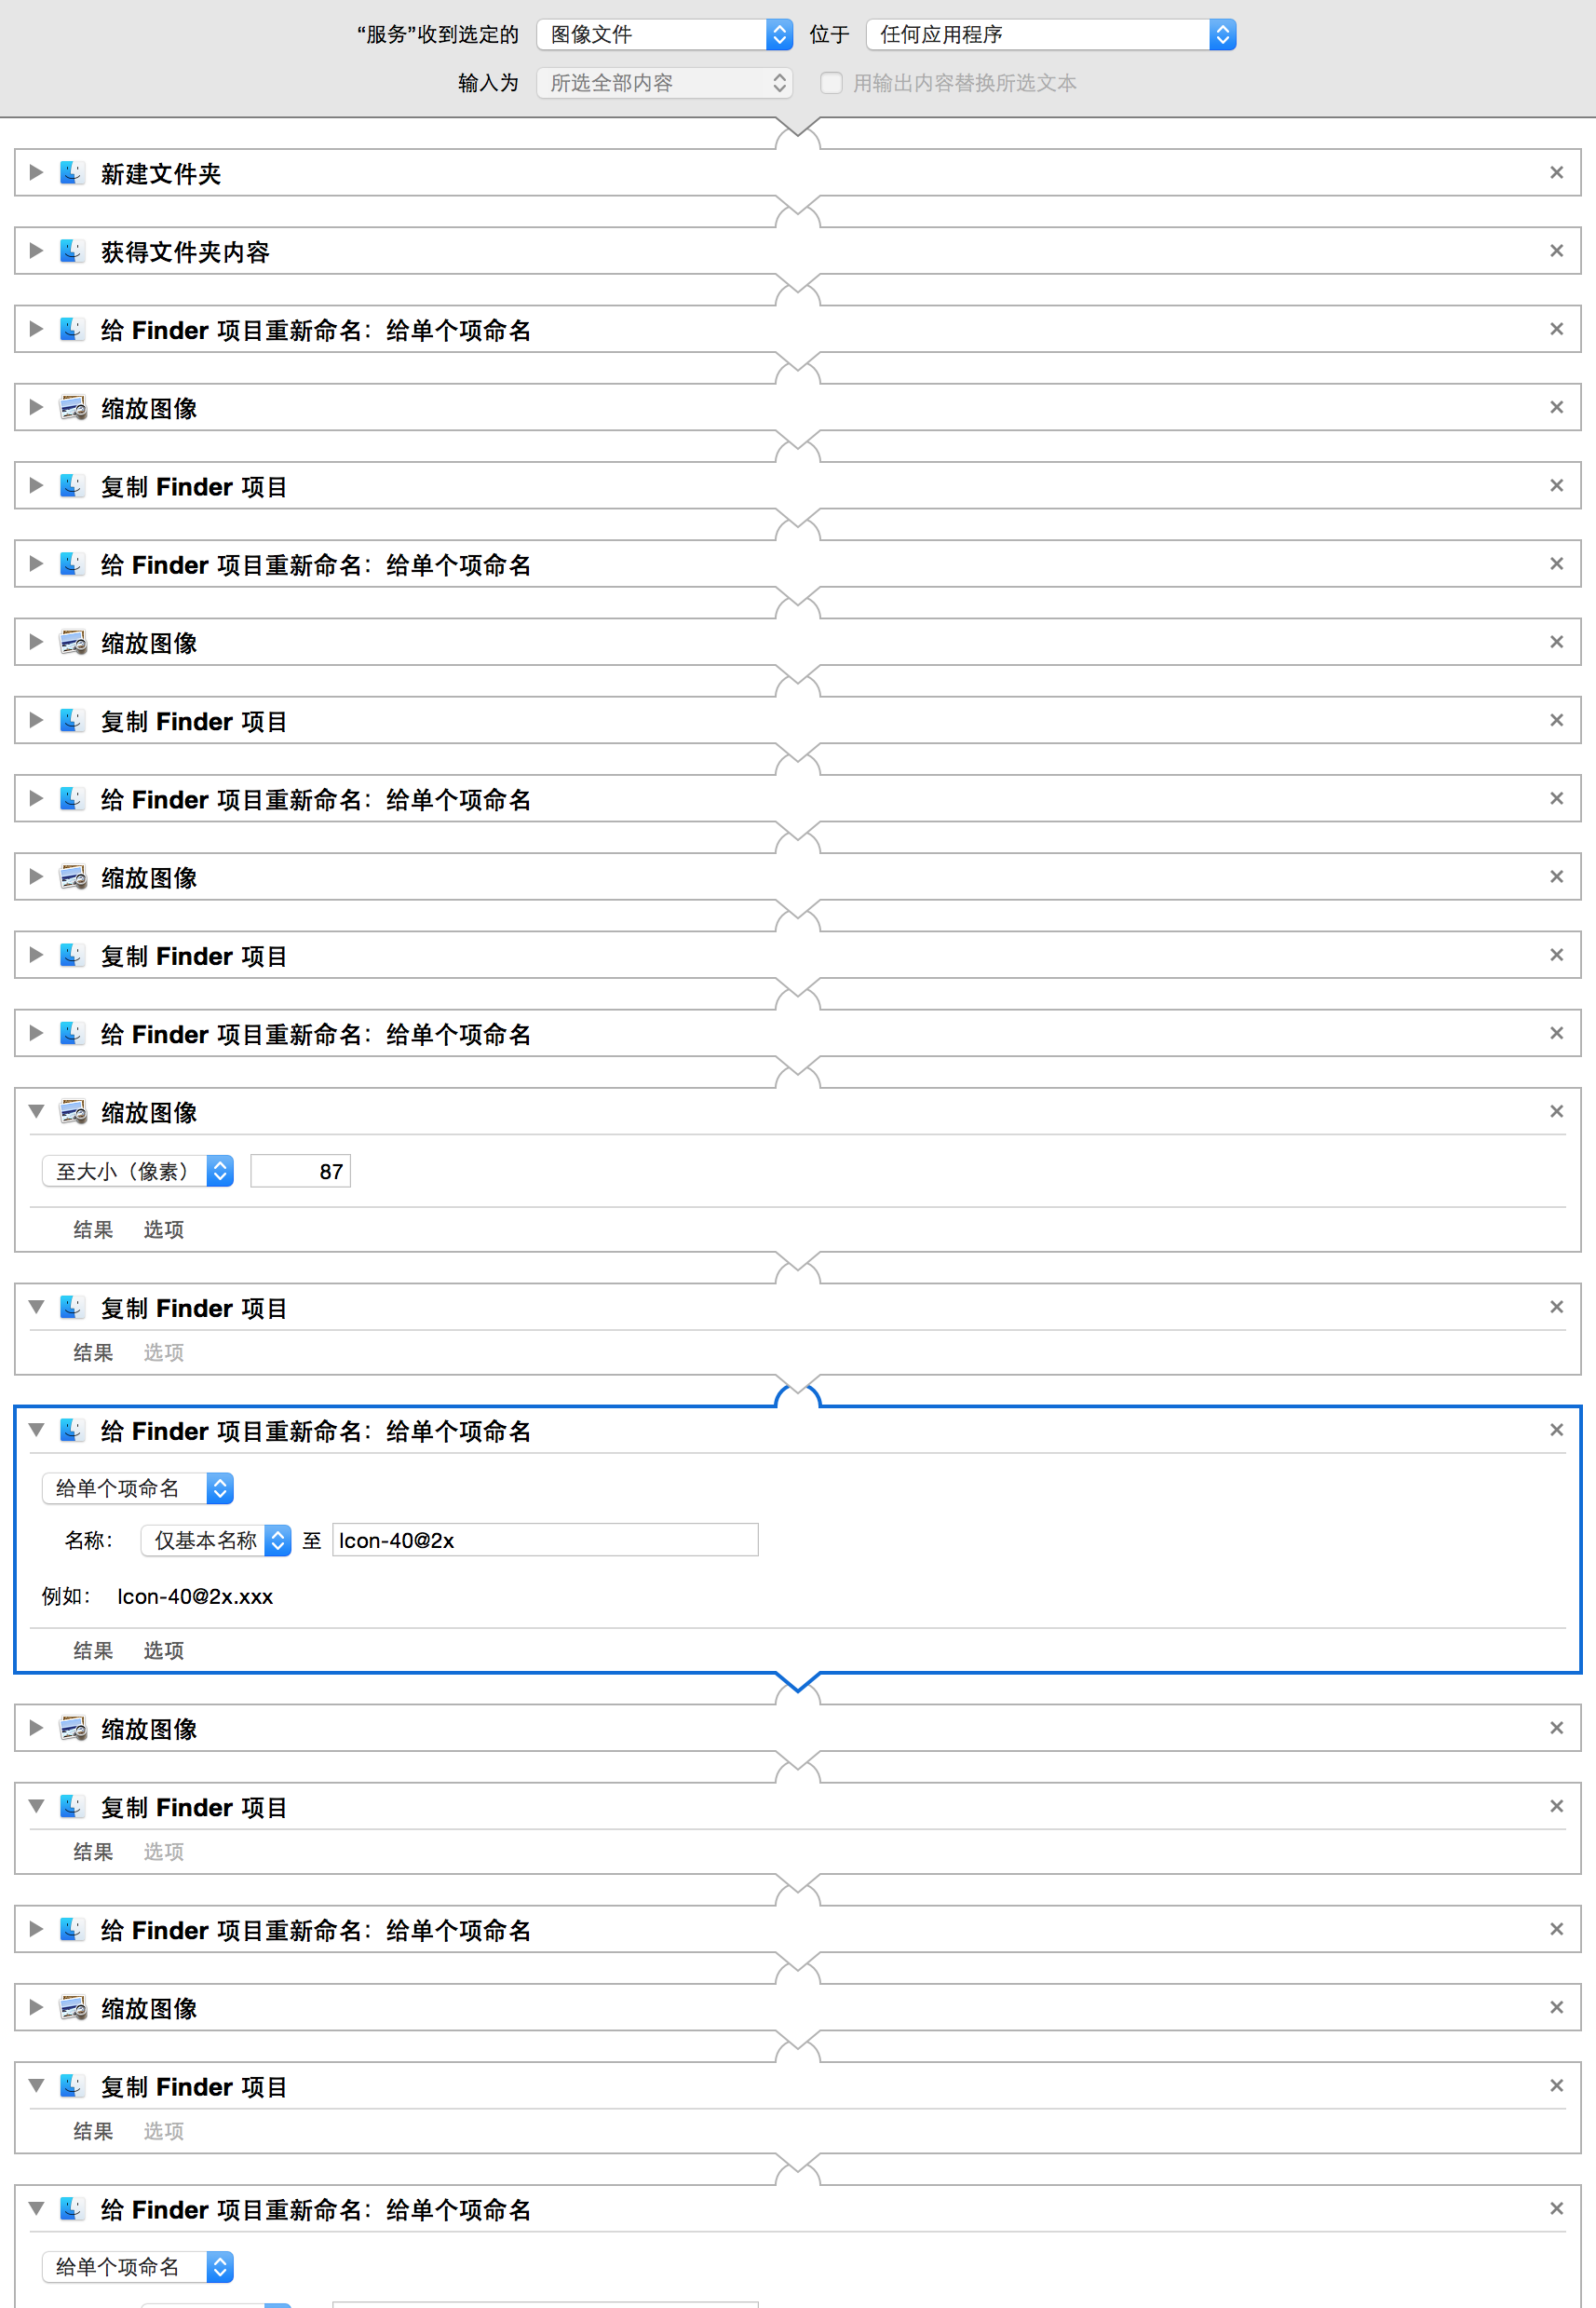 “服务”收到选定的 图像文件 位于 任何应用程序
输入为 所选全部内容 用输出内容替换所选文本
新建文件夹
获得文件夹内容
给 Finder 项目重新命名：给单个项命名
缩放图像
复制 Finder 项目
给 Finder 项目重新命名：给单个项命名
缩放图像
复制 Finder 项目
给 Finder 项目重新命名：给单个项命名
缩放图像
复制 Finder 项目
给 Finder 项目重新命名：给单个项命名
缩放图像
至大小（像素） 87
结果 选项
复制 Finder 项目
结果 选项
给 Finder 项目重新命名：给单个项命名
给单个项命名
名称： 仅基本名称 至 Icon-40@2x
例如： Icon-40@2x.xxx
结果 选项
缩放图像
复制 Finder 项目
结果 选项
给 Finder 项目重新命名：给单个项命名
缩放图像
复制 Finder 项目
结果 选项
给 Finder 项目重新命名：给单个项命名
给单个项命名